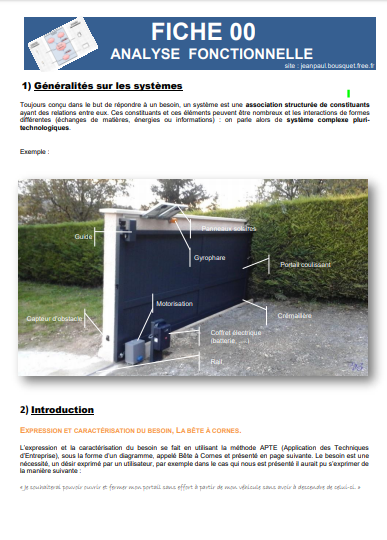 FICHE 00
ANALYSE FONCTIONNELLE
site : jeanpaul.bousquet.free.fr
1) Généralités sur les systèmes
Toujours conçu dans le but de répondre à un besoin, un système est une association structurée de constituants
ayant des relations entre eux. Ces constituants et ces éléments peuvent être nombreux et les interactions de formes
différentes (échanges de matières, énergies ou informations) : on parle alors de système complexe pluri-
technologiques.
Exemple :
Panneaux solaires
Guide
Gyrophare
Portail coulissant
Motorisation
Capteur d'obstacle
Crémaillère
Coffret électrique
(batterie, ...)
Rail
2) Introduction
EXPRESSION ET CARACTÉRISATION DU BESOIN, LA BÊTE À CORNES.
L'expression et la caractérisation du besoin se fait en utilisant la méthode APTE (Application des Techniques
d'Entreprise), sous la forme d'un diagramme, appelé Bête à Cornes et présenté en page suivante. Le besoin est une
nécessité, un désir exprimé par un utilisateur, par exemple dans le cas qui nous est présenté il aurait pu s'exprimer de
la manière suivante :
« je souhaiterai pouvoir ouvrir et fermer mon portail sans effort à partir de mon véhicule sans avoir à descendre de celui-ci. »